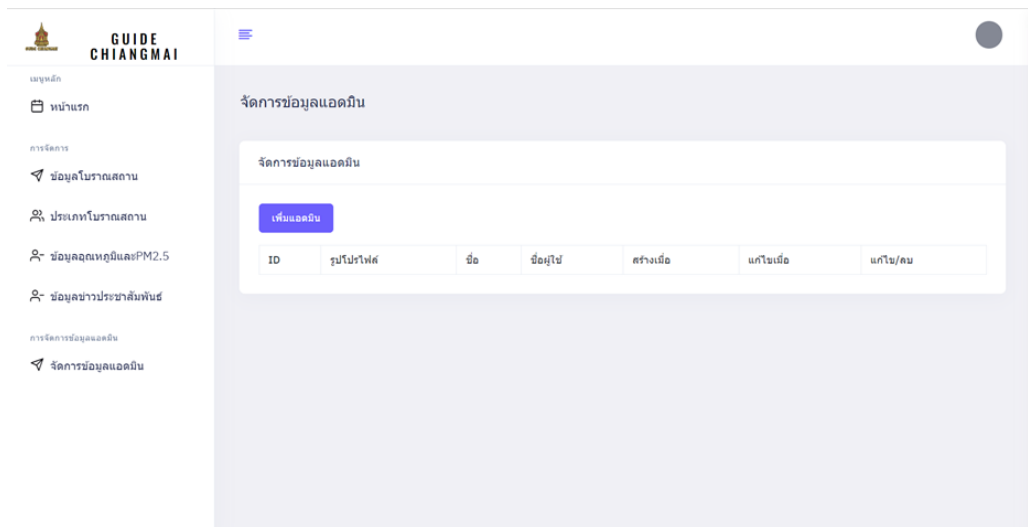 GUIDE
CHIANGMAI
เมนูหลัก
หน้าแรก
การจัดการ
ข้อมูลโบราณสถาน
ประเภทโบราณสถาน
ข้อมูลอุณหภูมิและPM2.5
ข้อมูลข่าวประชาสัมพันธ์
การจัดการข้อมูลแอดมิน
จัดการข้อมูลแอดมิน
จัดการข้อมูลแอดมิน
จัดการข้อมูลแอดมิน
เพิ่มแอดมิน
ID รูปโปรไฟล์ ชื่อ ชื่อผู้ใช้ สร้างเมื่อ แก้ไขเมื่อ แก้ไข/ลบ